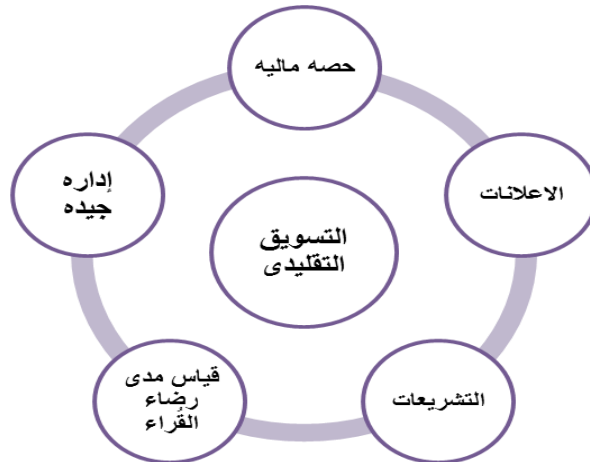 حصه ماليه
الاعلانات
التشريعات
قياس مدى
رضاء
القُراء
إداره
جيده
التسويق
التقليدى